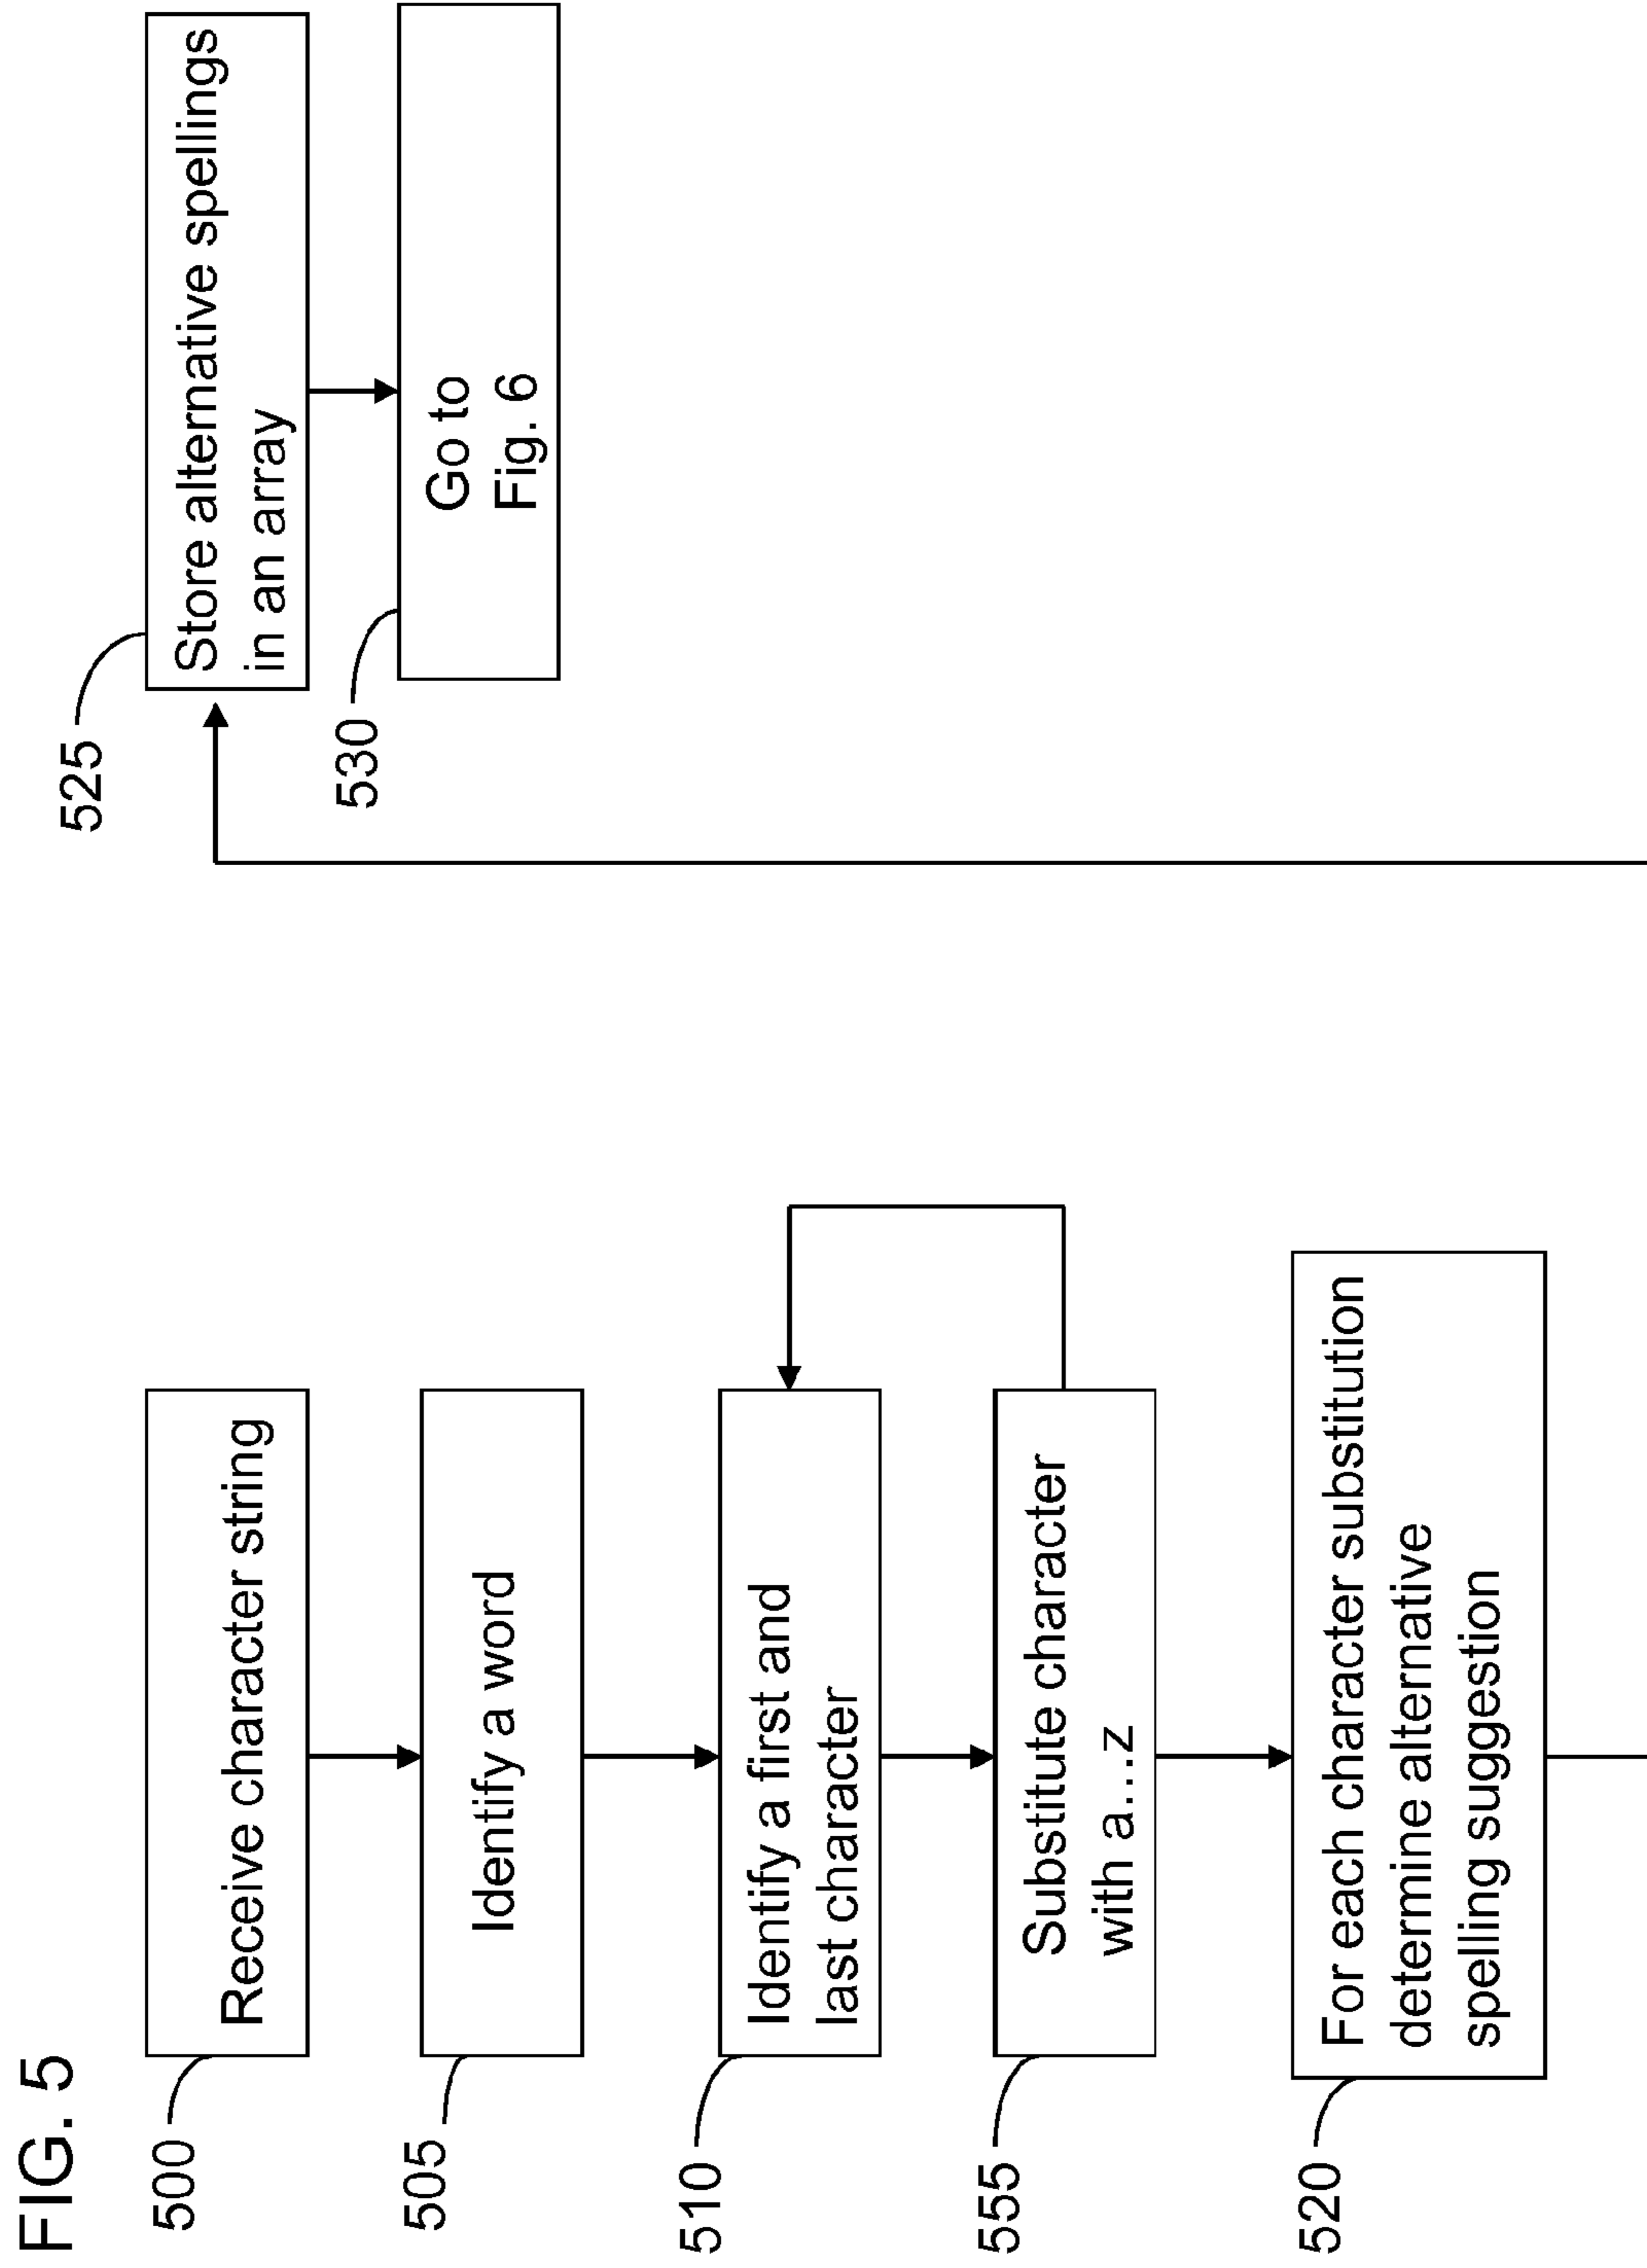 FIG. 5
500
Receive character string
505
Identify a word
510
Identify a first and
last character
555
Substitute character
with a...z
520
For each character substitution
determine alternative
spelling suggestion
525
Store alternative spellings
in an array
530
Go to
Fig. 6